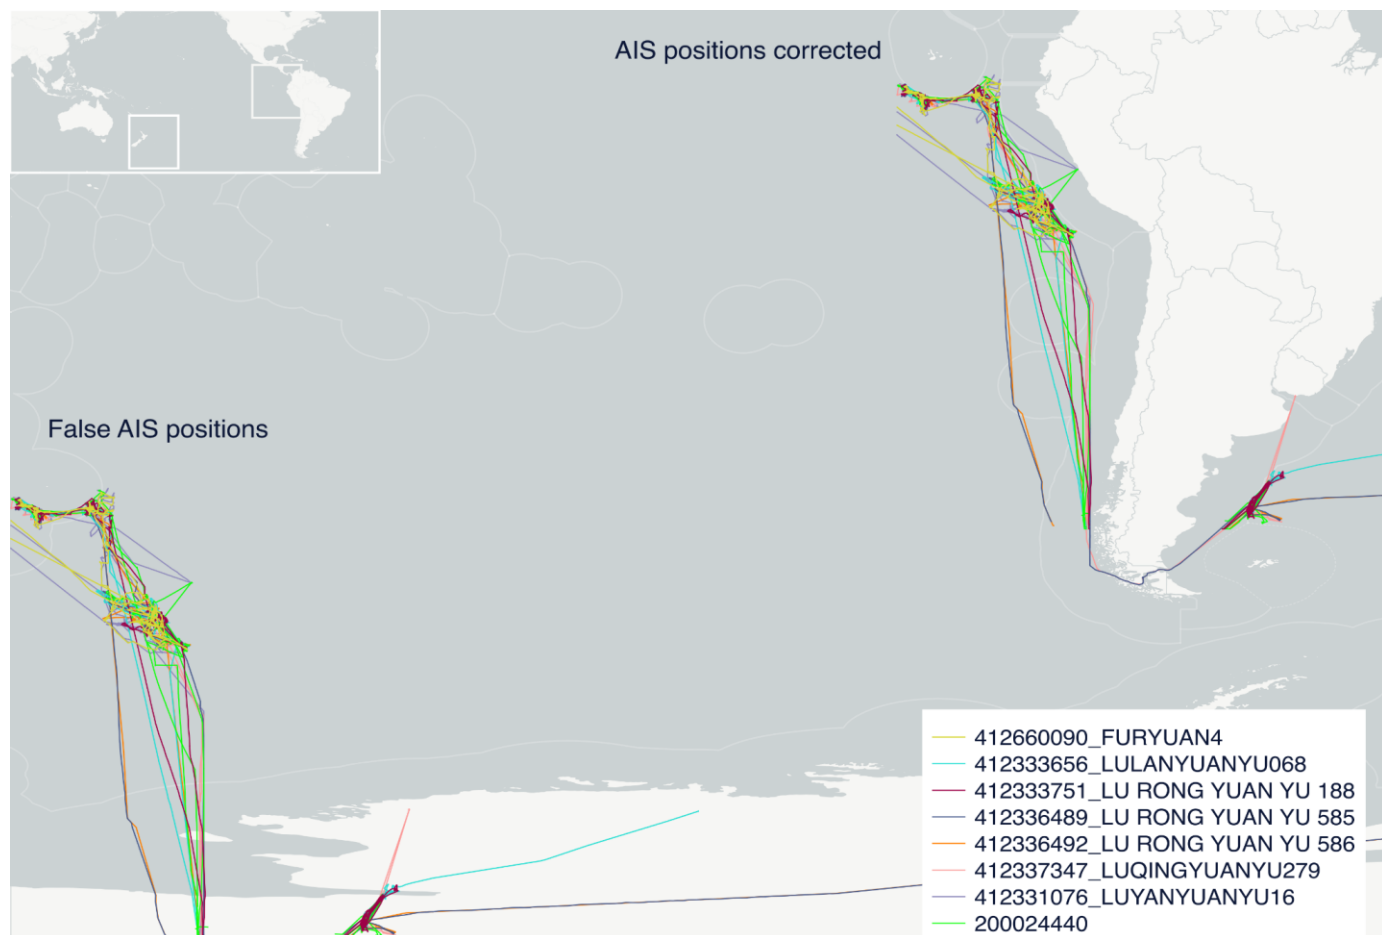 AIS positions corrected
False AIS positions
412660090_FURYUAN4
412333656_LULANYUANYU068
412333751_LU RONG YUAN YU 188
412336489_LU RONG YUAN YU 585
412336492_LU RONG YUAN YU 586
412337347_LUQINGYUANYU279
412331076_LUYANYUANYU16
200024440